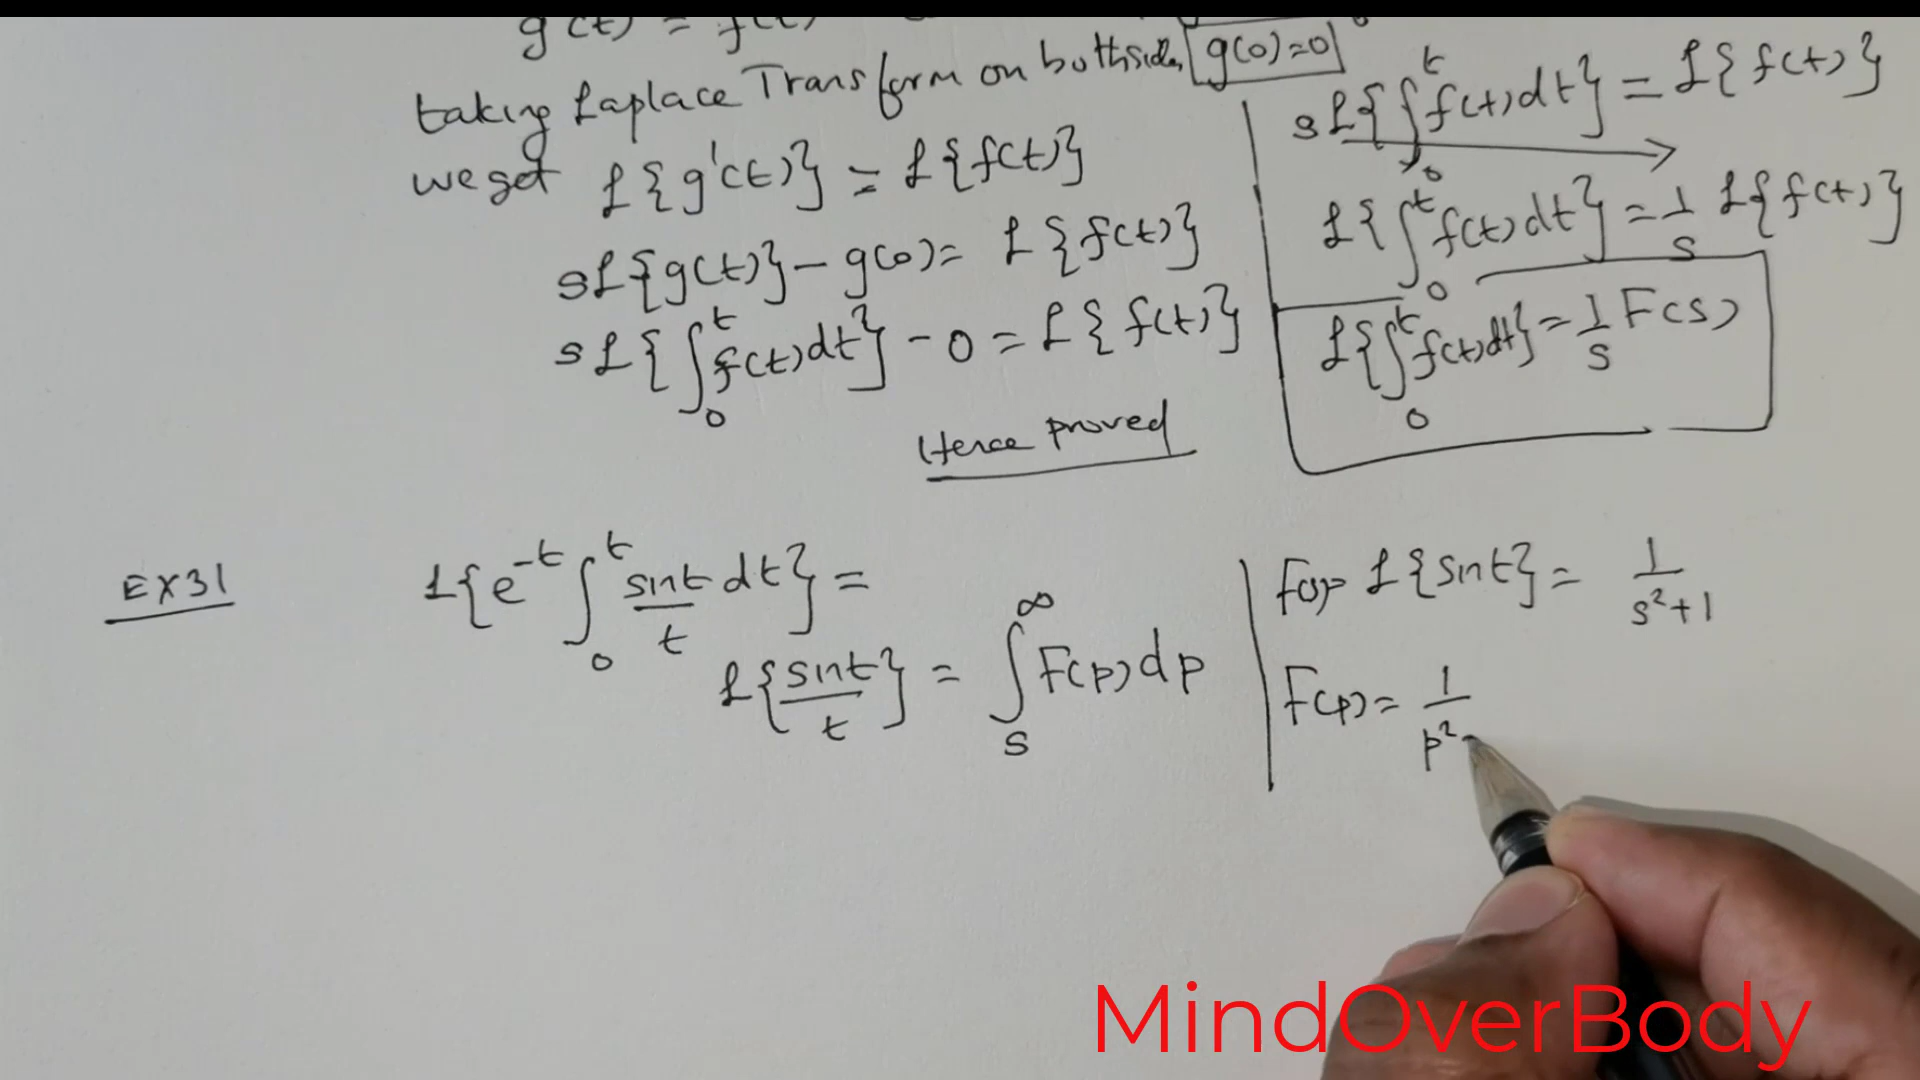 g'(t) = f(t)
taking Laplace Transform on bothsides, g(0)=0
we get £{g'(t)} = £{f(t)}
s£{g(t)} - g(0) = £{f(t)}
s£{∫₀ᵗ f(t)dt} - 0 = £{f(t)}
Hence proved
s£{∫₀ᵗ f(t)dt} = £{f(t)}
£{∫₀ᵗ f(t)dt} = 1/s £{f(t)}
£{∫₀ᵗ f(t)dt} = 1/s F(s)
EX31
£{e^-t ∫₀ᵗ sint/t dt} =
£{sint/t} = ∫ₛ^∞ F(p)dp
For £{sint} = 1/s²+1
F(p) = 1/p²
MindOverBody